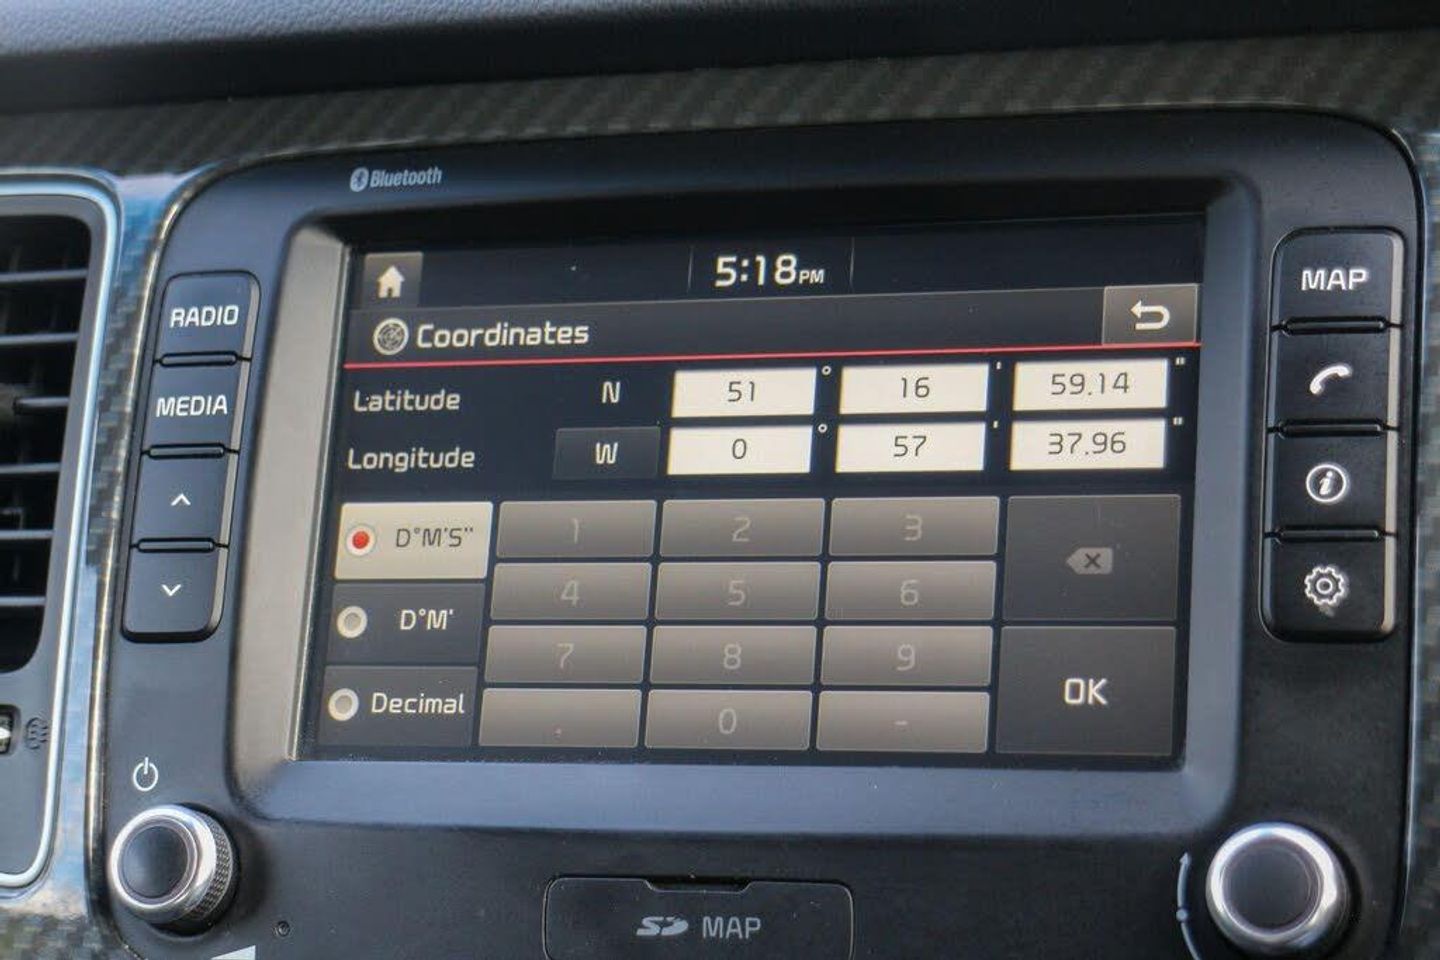 Bluetooth
5:18PM
RADIO
MEDIA
MAP
Coordinates
Latitude N 51 ° 16 ' 59.14 "
Longitude W 0 ° 57 ' 37.96 "
D°M'S" 1 2 3
D°M' 4 5 6
7 8 9
Decimal . 0 -
OK
SD MAP